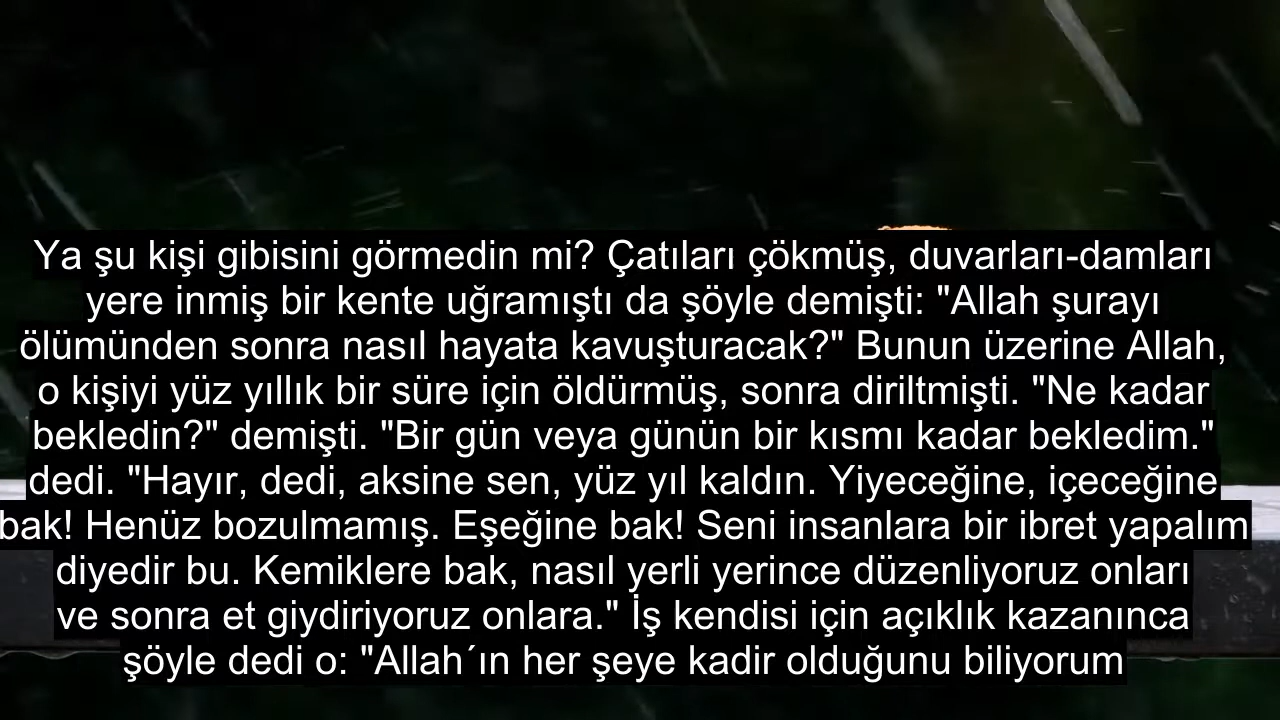 Ya şu kişi gibisini görmedin mi? Çatıları çökmüş, duvarları-damları
yere inmiş bir kente uğramıştı da şöyle demişti: "Allah şurayı
ölümünden sonra nasıl hayata kavuşturacak?" Bunun üzerine Allah,
o kişiyi yüz yıllık bir süre için öldürmüş, sonra diriltmişti. "Ne kadar
bekledin?" demişti. "Bir gün veya günün bir kısmı kadar bekledim."
dedi. "Hayır, dedi, aksine sen, yüz yıl kaldın. Yiyeceğine, içeceğine
bak! Henüz bozulmamış. Eşeğine bak! Seni insanlara bir ibret yapalım
diyedir bu. Kemiklere bak, nasıl yerli yerince düzenliyoruz onları
ve sonra et giydiriyoruz onlara." İş kendisi için açıklık kazanınca
şöyle dedi o: "Allah´ın her şeye kadir olduğunu biliyorum